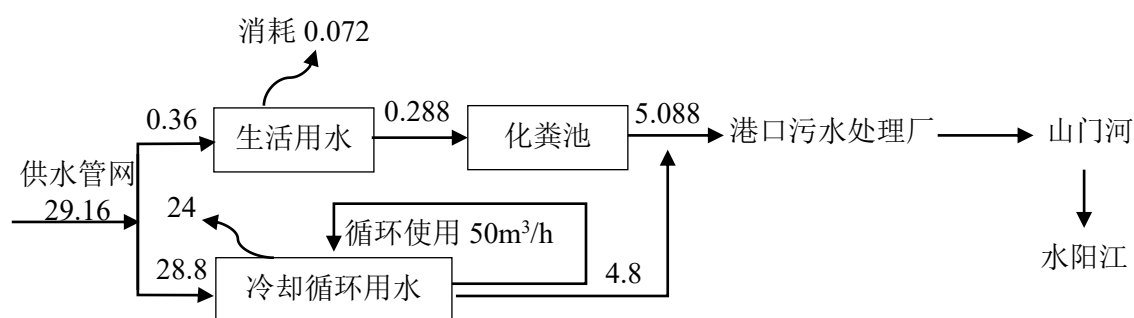 消耗 0.072
0.36
生活用水
0.288
化粪池
5.088
港口污水处理厂
山门河
供水管网
29.16
24
循环使用 50m³/h
水阳江
28.8
冷却循环用水
4.8